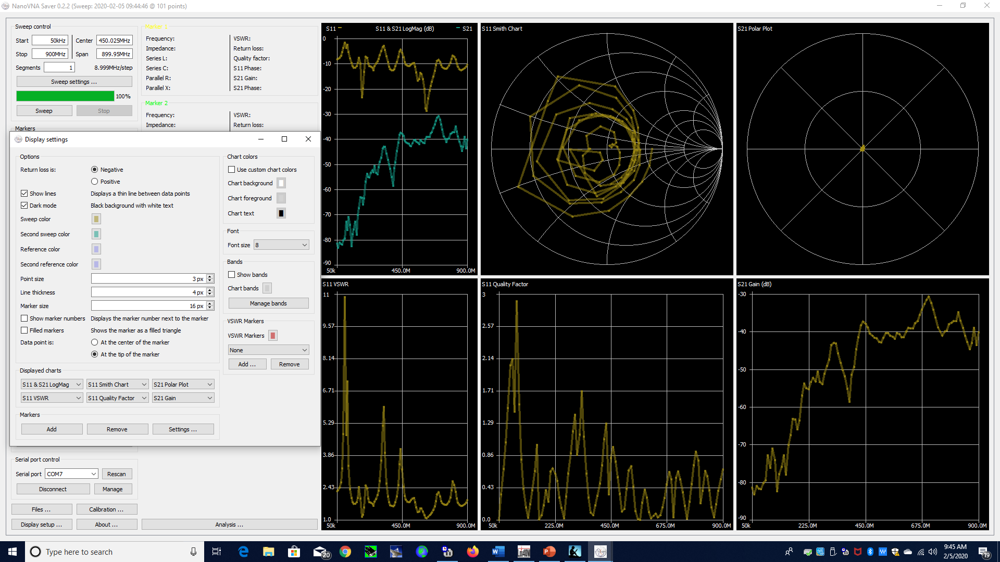 NanoVNA Saver 0.2.2 (Sweep: 2020-02-05 09:44:46 @ 101 points)
Sweep control
Start 50kHz Center 450.025MHz
Stop 900MHz Span 899.95MHz
Segments 1 8.999MHz/step
Sweep settings ...
100%
Sweep Stop
Markers
Marker 1
Frequency: VSWR:
Impedance: Return loss:
Series L: Quality factor:
Series C: S11 Phase:
Parallel R: S21 Gain:
Parallel X: S21 Phase:
Marker 2
Frequency: VSWR:
Impedance: Return loss:
Display settings
Options
Return loss is: Negative
Positive
Show lines Displays a thin line between data points
Dark mode Black background with white text
Sweep color
Second sweep color
Reference color
Second reference color
Point size 3 px
Line thickness 4 px
Marker size 16 px
Show marker numbers Displays the marker number next to the marker
Filled markers Shows the marker as a filled triangle
Data point is: At the center of the marker
At the tip of the marker
Displayed charts
S11 & S21 LogMag S11 Smith Chart S21 Polar Plot
S11 VSWR S11 Quality Factor S21 Gain
Markers
Add Remove Settings ...
Chart colors
Use custom chart colors
Chart background
Chart foreground
Chart text
Font
Font size 8
Bands
Show bands
Chart bands
Manage bands
VSWR Markers
VSWR Markers
None
Add ... Remove
Serial port control
Serial port COM7 Rescan
Disconnect Manage
Files ... Calibration ...
Display setup ... About ... Analysis ...
S11 S11 & S21 LogMag (dB) S21
0
-10
-20
-30
-40
-50
-60
-70
-80
-90
50k 450.0M 900.0M
S11 Smith Chart
S21 Polar Plot
S11 VSWR
11
9.57
8.14
6.71
5.29
3.86
2.43
1.0
50k 450.0M 900.0M
S11 Quality Factor
3
2.57
2.14
1.71
1.29
0.86
0.43
0.0
50k 225.0M 450.0M 675.0M 900.0M
S21 Gain (dB)
-30
-40
-50
-60
-70
-80
-90
50k 225.0M 450.0M 675.0M 900.0M
Type here to search
20
9:45 AM
2/5/2020
19